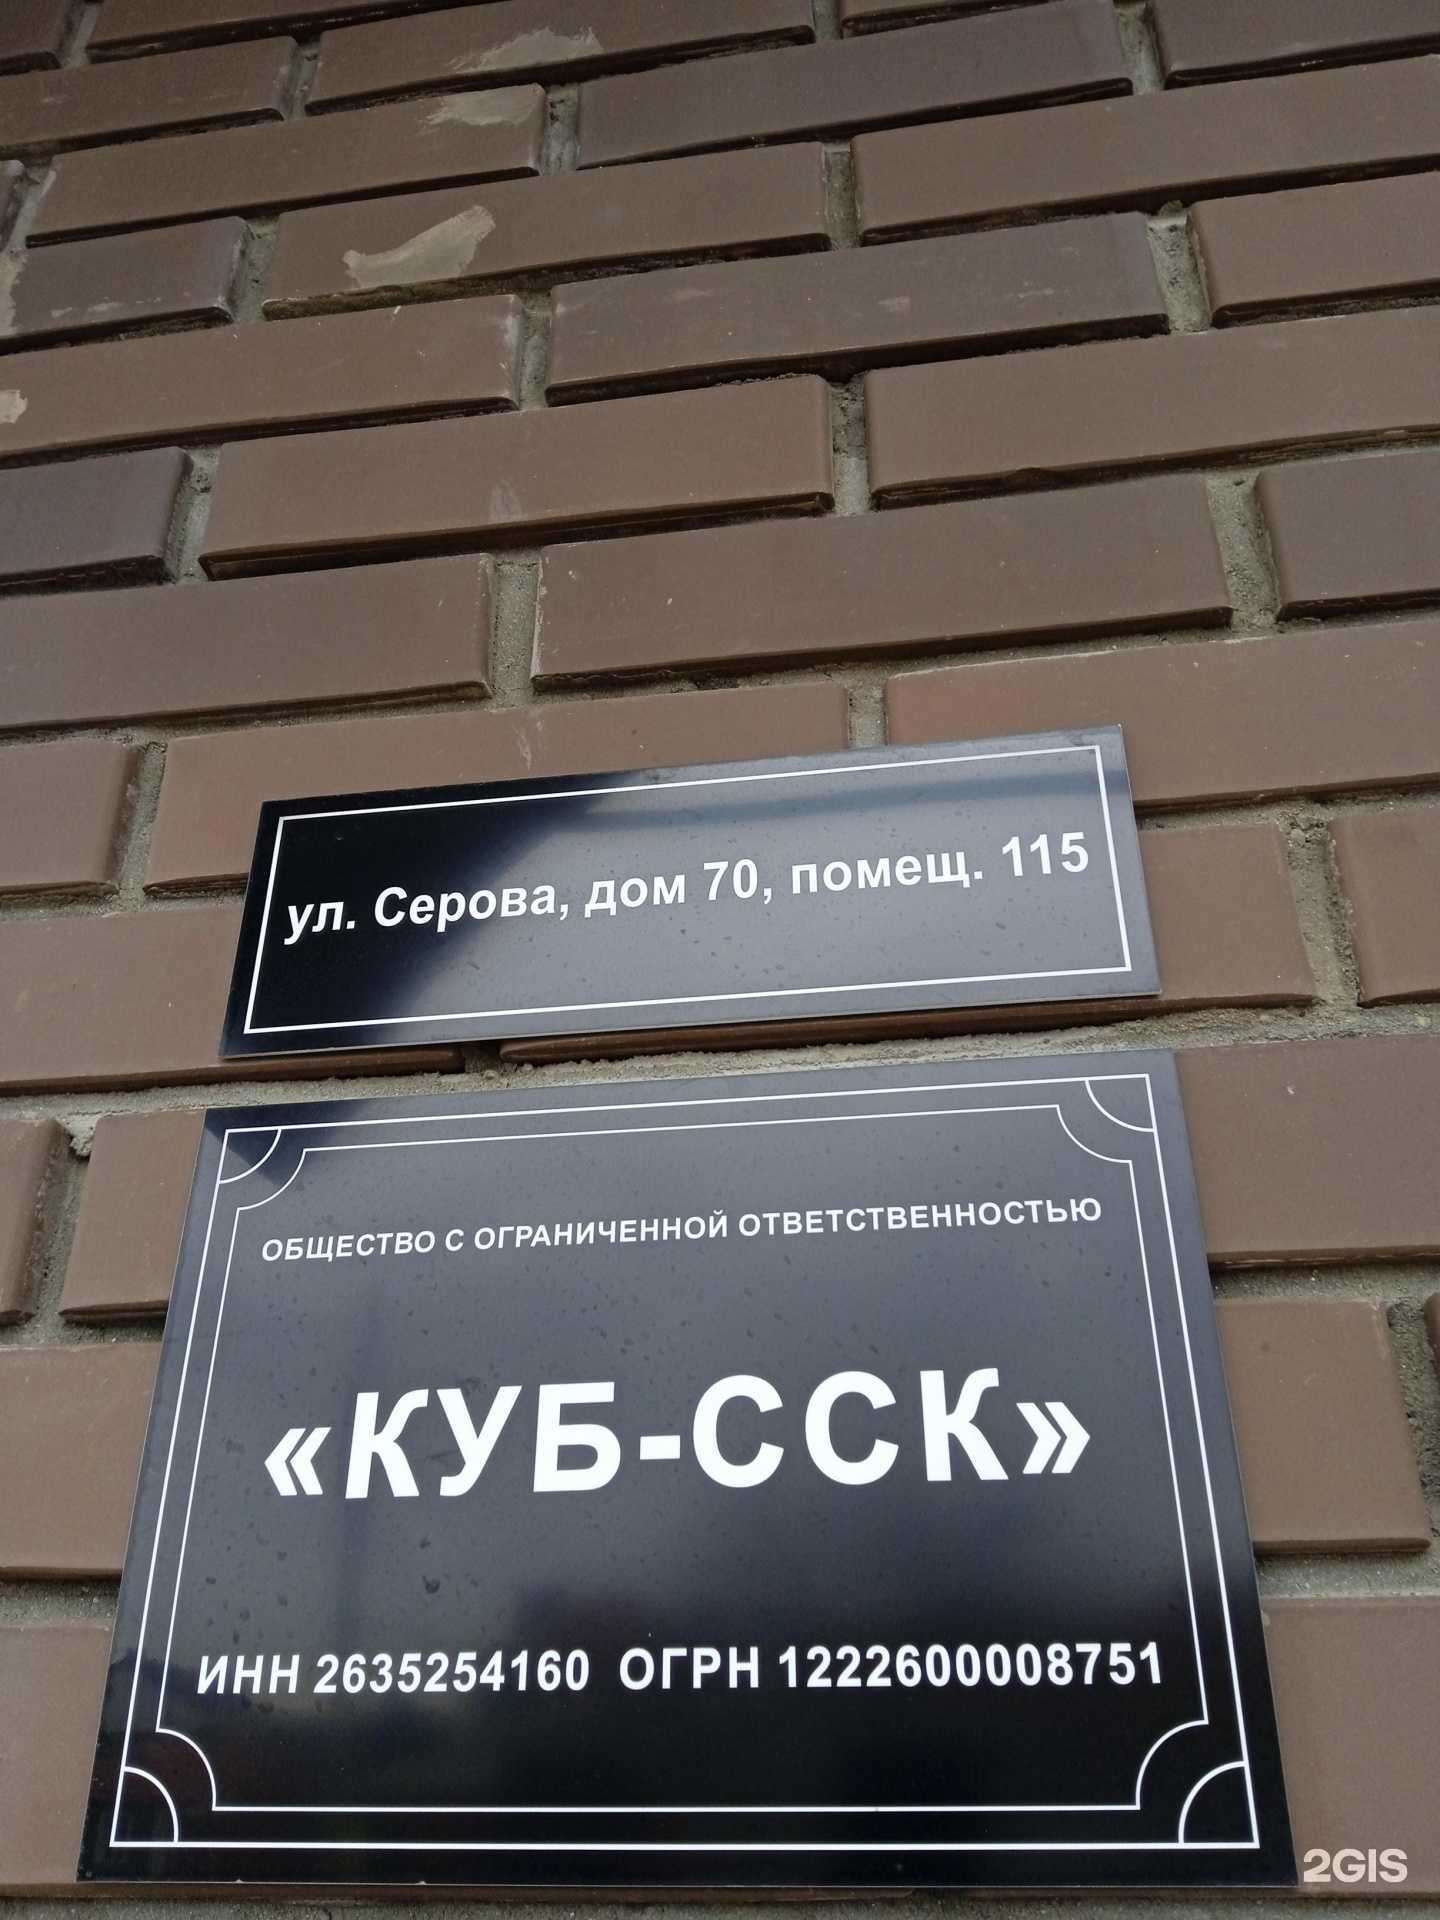 ул. Серова, дом 70, помещ. 115
ОБЩЕСТВО С ОГРАНИЧЕННОЙ ОТВЕТСТВЕННОСТЬЮ
«КУБ-ССК»
ИНН 2635254160 ОГРН 1222600008751
2GIS